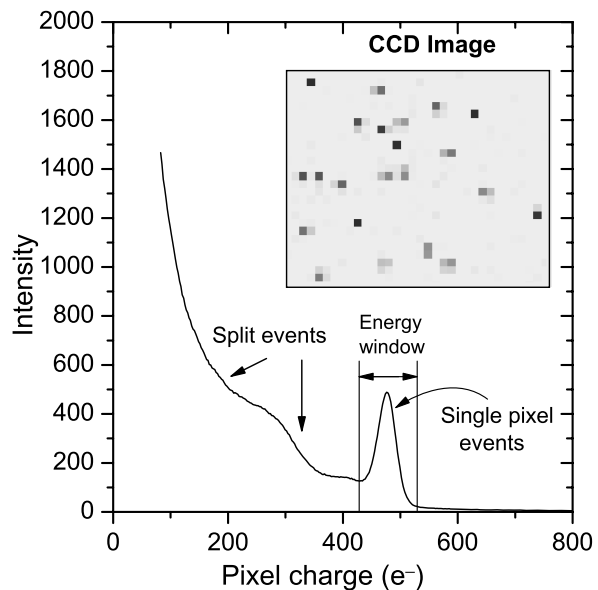 2000
1800
1600
1400
1200
1000
800
600
400
200
0
Intensity
CCD Image
Split events
Energy
window
Single pixel
events
0
200
400
600
800
Pixel charge (e⁻)